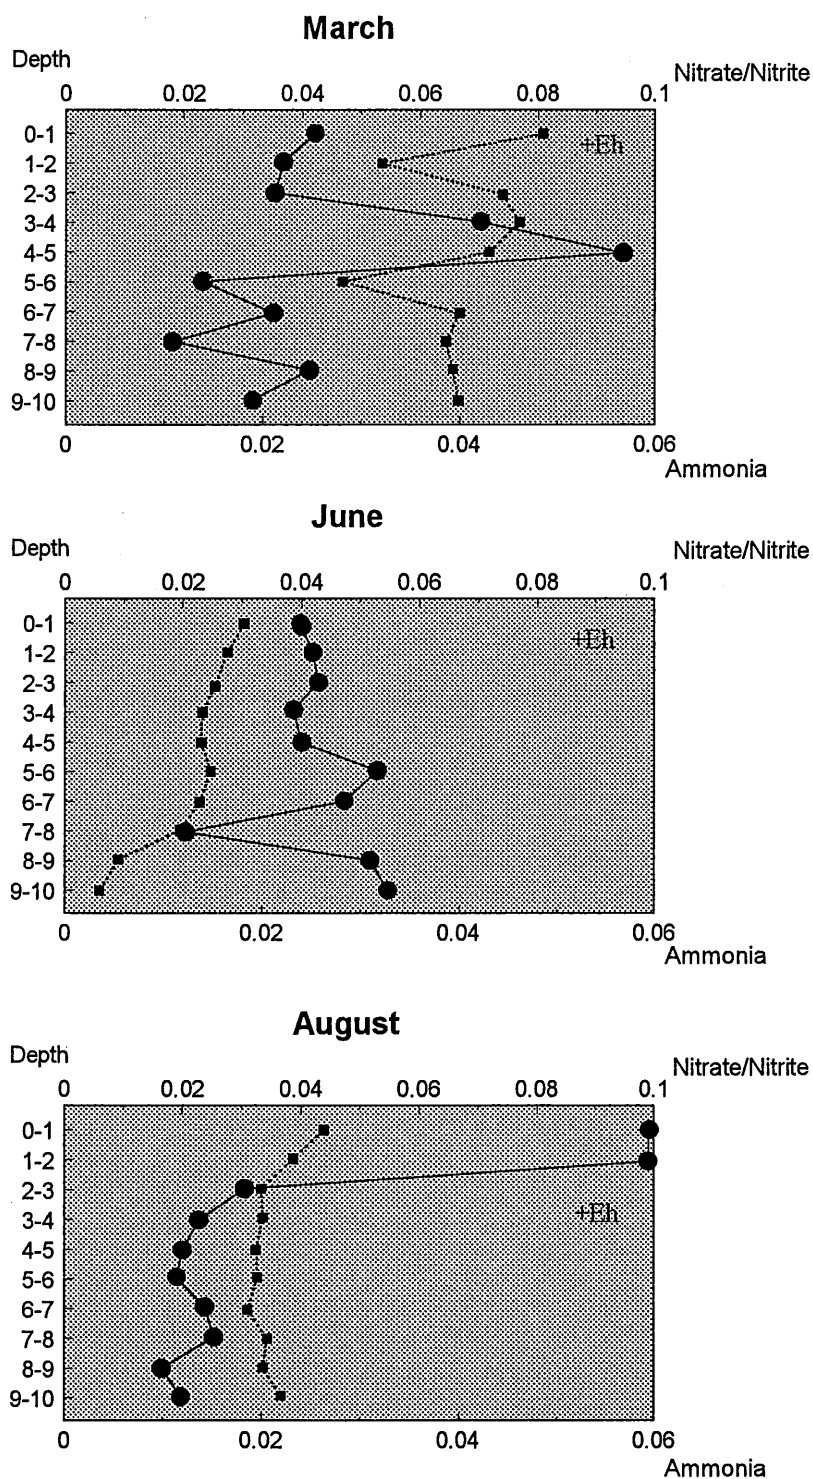 March
Depth
Nitrate/Nitrite
0 0.02 0.04 0.06 0.08 0.1
0-1
+Eh
1-2
2-3
3-4
4-5
5-6
6-7
7-8
8-9
9-10
0 0.02 0.04 0.06
Ammonia
June
Depth
Nitrate/Nitrite
0 0.02 0.04 0.06 0.08 0.1
0-1
+Eh
1-2
2-3
3-4
4-5
5-6
6-7
7-8
8-9
9-10
0 0.02 0.04 0.06
Ammonia
August
Depth
Nitrate/Nitrite
0 0.02 0.04 0.06 0.08 0.1
0-1
1-2
2-3
3-4 +Eh
4-5
5-6
6-7
7-8
8-9
9-10
0 0.02 0.04 0.06
Ammonia